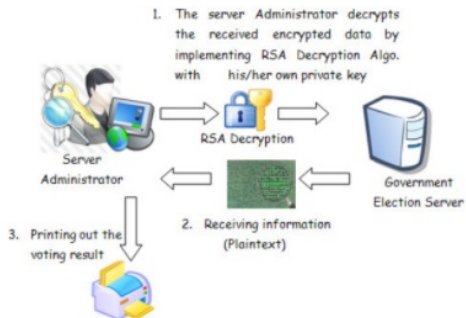 1. The server Administrator decrypts
the received encrypted data by
implementing RSA Decryption Algo.
with his/her own private key
RSA Decryption
Server
Administrator
Government
Election Server
2. Receiving information
(Plaintext)
3. Printing out the
voting result